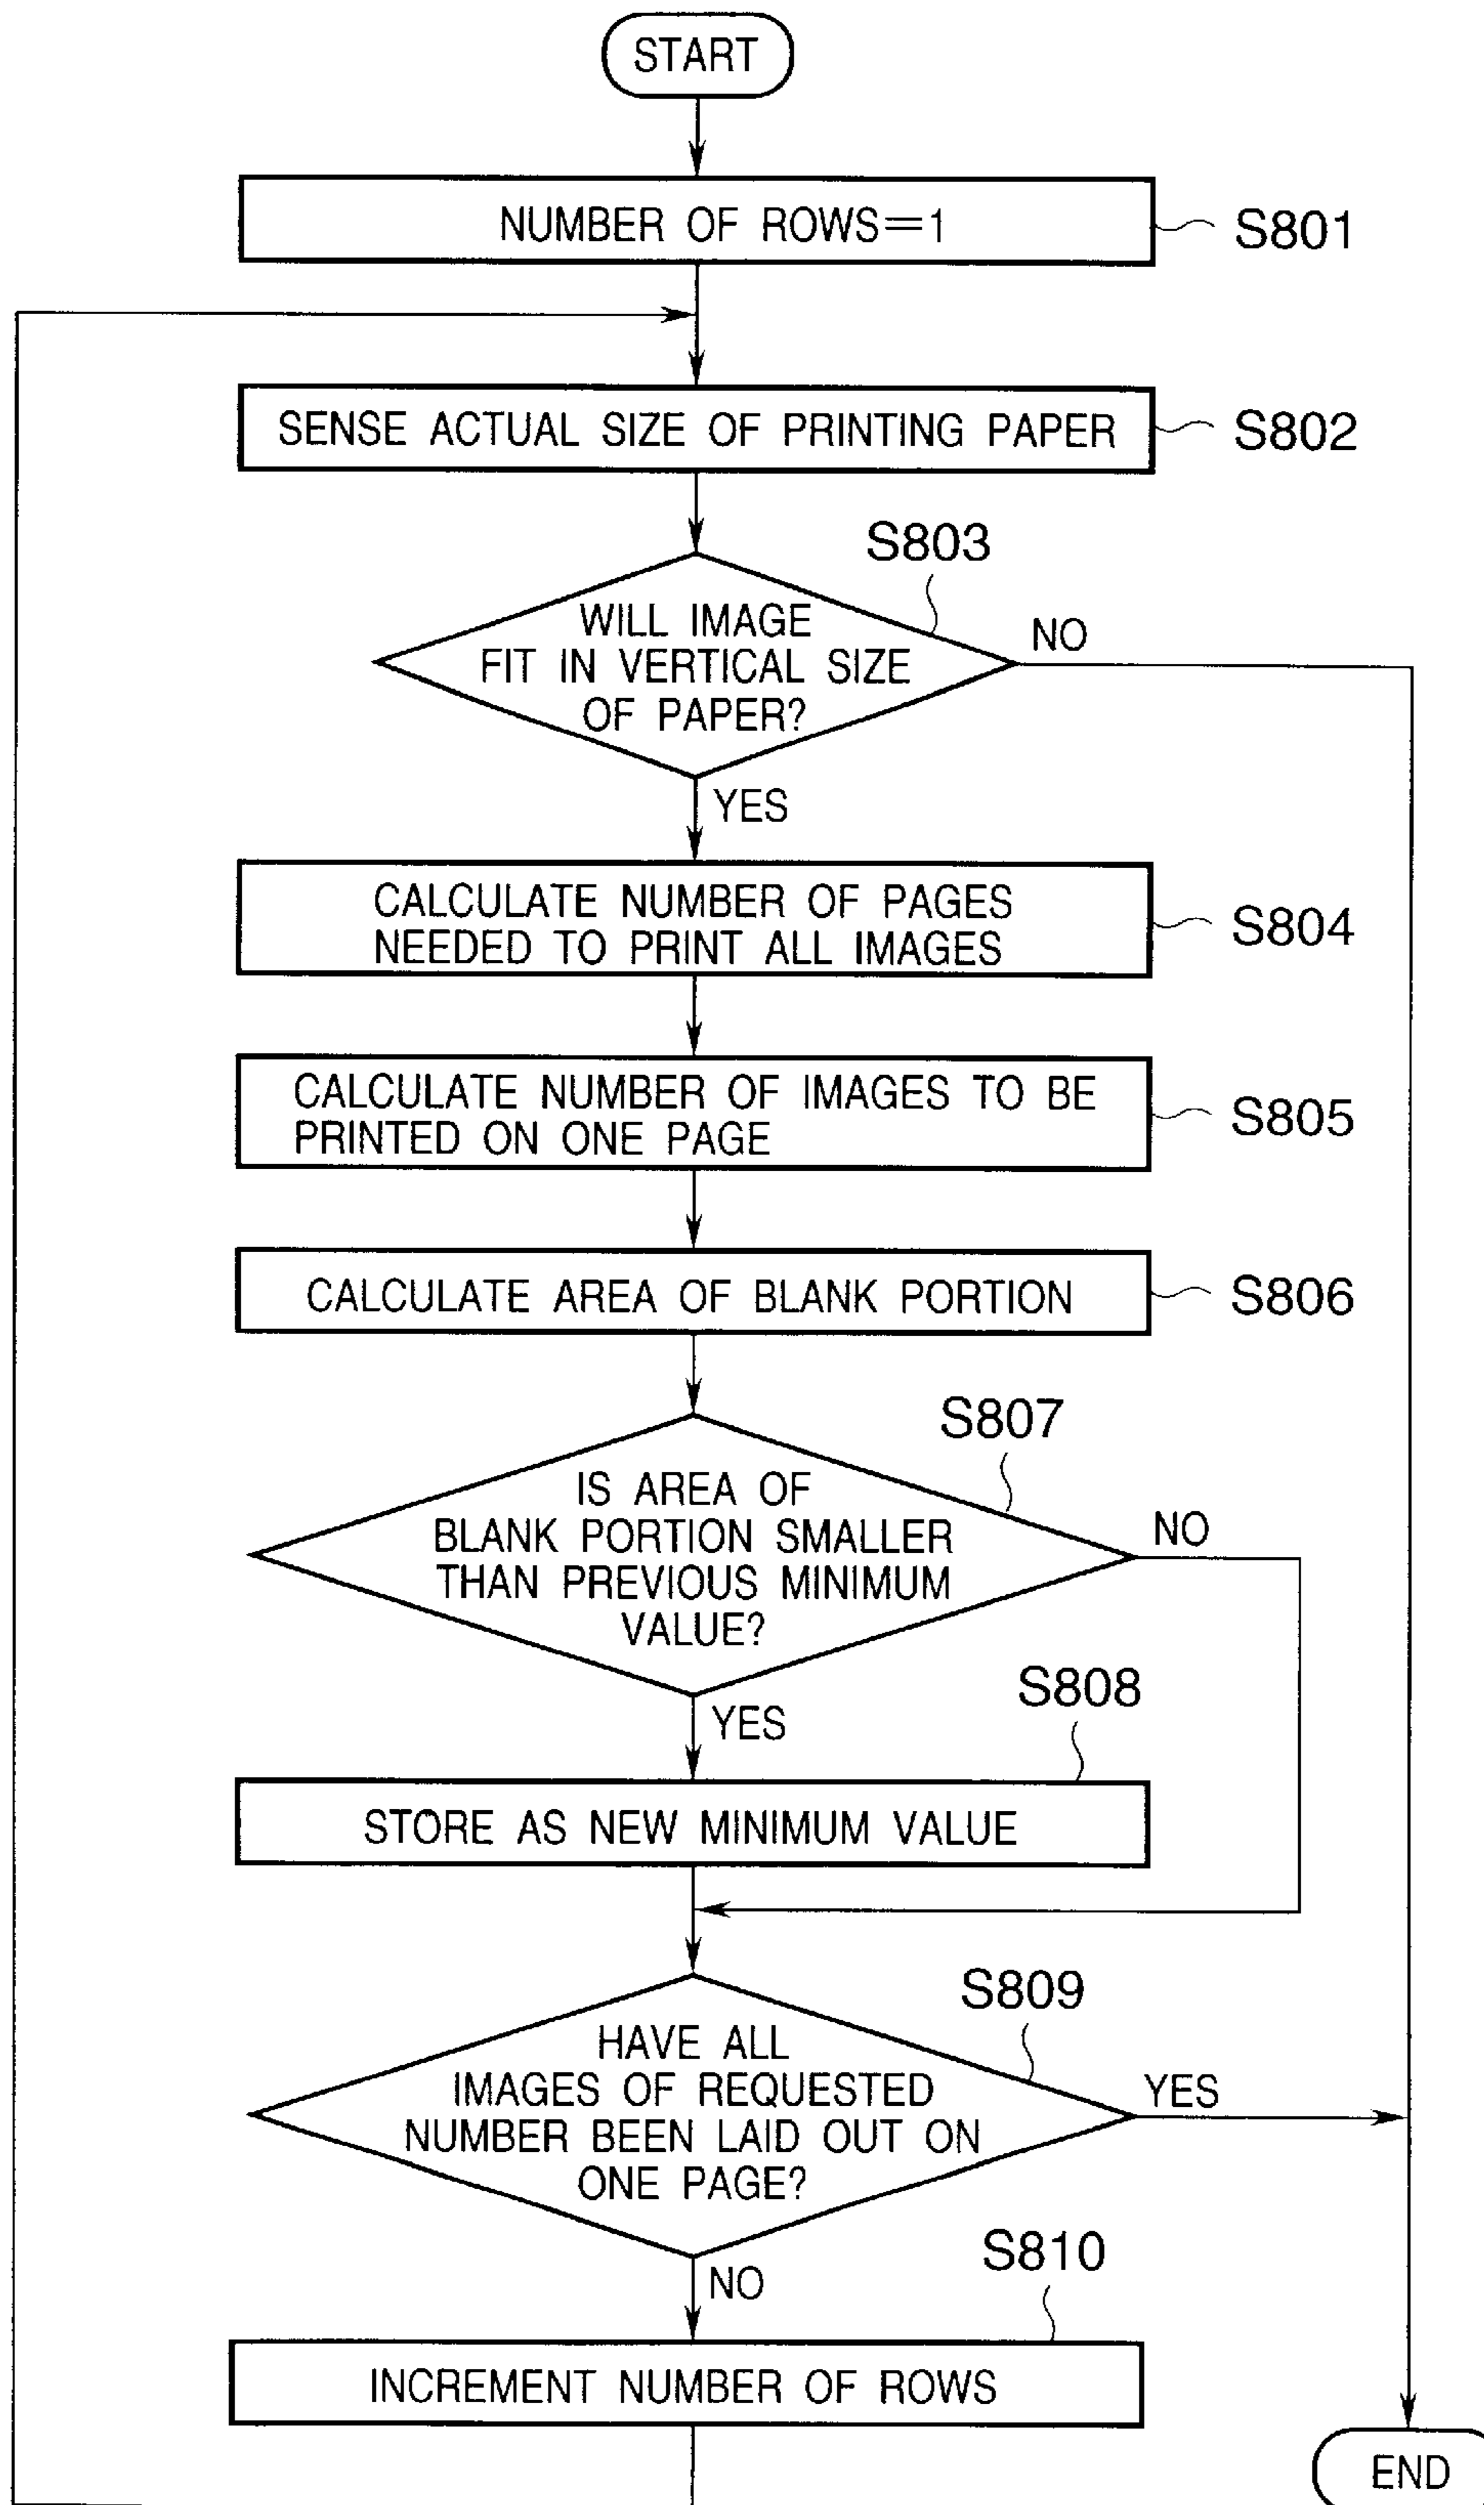 START
NUMBER OF ROWS=1
S801
SENSE ACTUAL SIZE OF PRINTING PAPER
S802
S803
WILL IMAGE
FIT IN VERTICAL SIZE
OF PAPER?
NO
YES
CALCULATE NUMBER OF PAGES
NEEDED TO PRINT ALL IMAGES
S804
CALCULATE NUMBER OF IMAGES TO BE
PRINTED ON ONE PAGE
S805
CALCULATE AREA OF BLANK PORTION
S806
S807
IS AREA OF
BLANK PORTION SMALLER
THAN PREVIOUS MINIMUM
VALUE?
NO
YES
S808
STORE AS NEW MINIMUM VALUE
S809
HAVE ALL
IMAGES OF REQUESTED
NUMBER BEEN LAID OUT ON
ONE PAGE?
YES
NO
S810
INCREMENT NUMBER OF ROWS
END